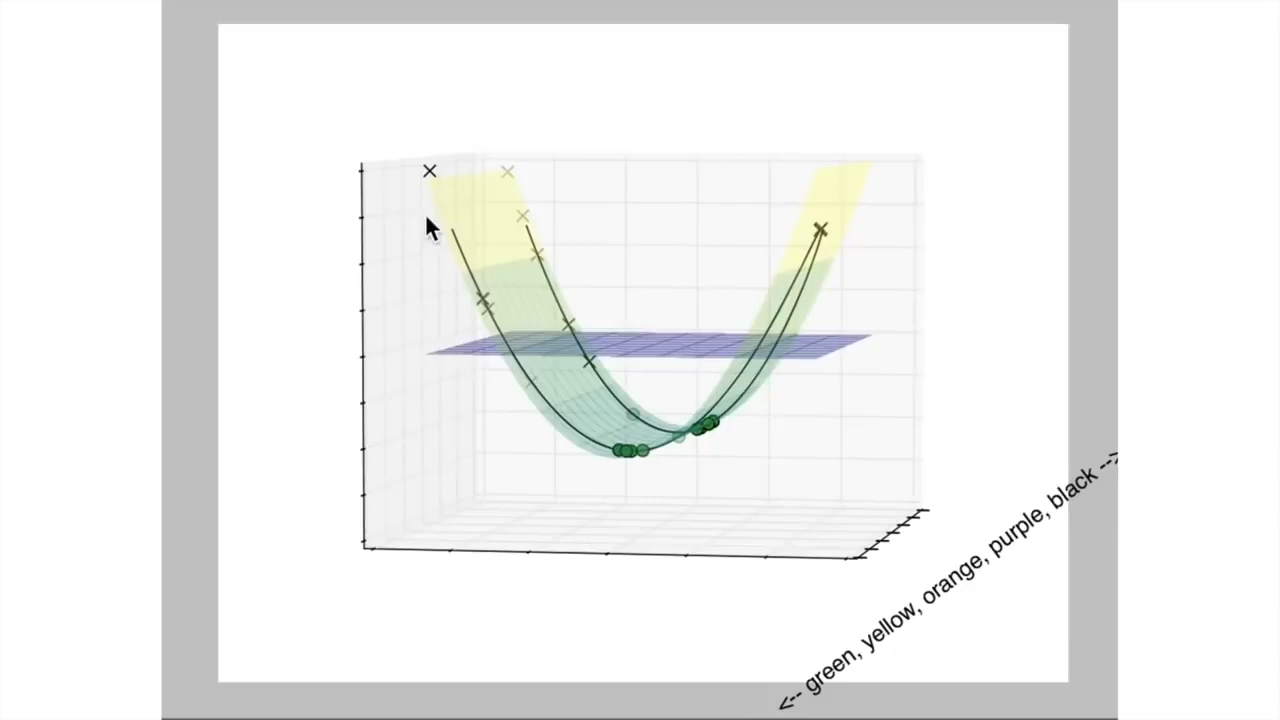 <-- green, yellow, orange, purple, black -->